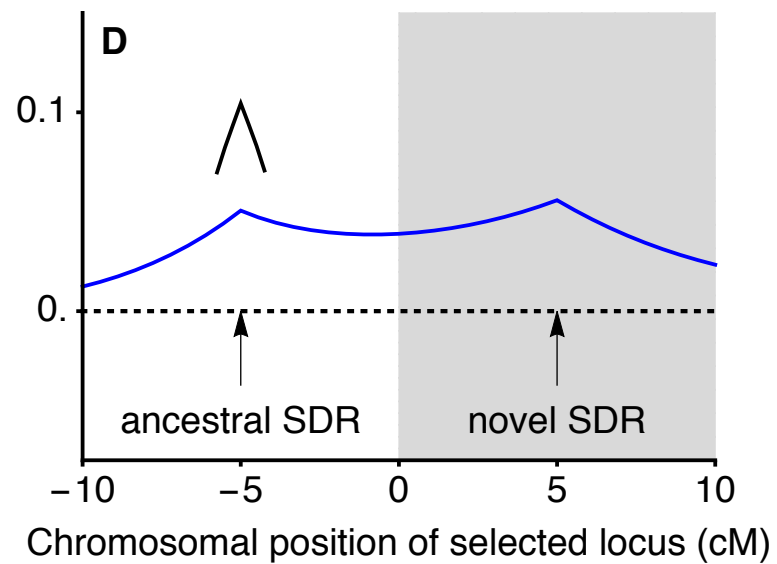 D
0.1
0.
ancestral SDR novel SDR
−10 −5 0 5 10
Chromosomal position of selected locus (cM)